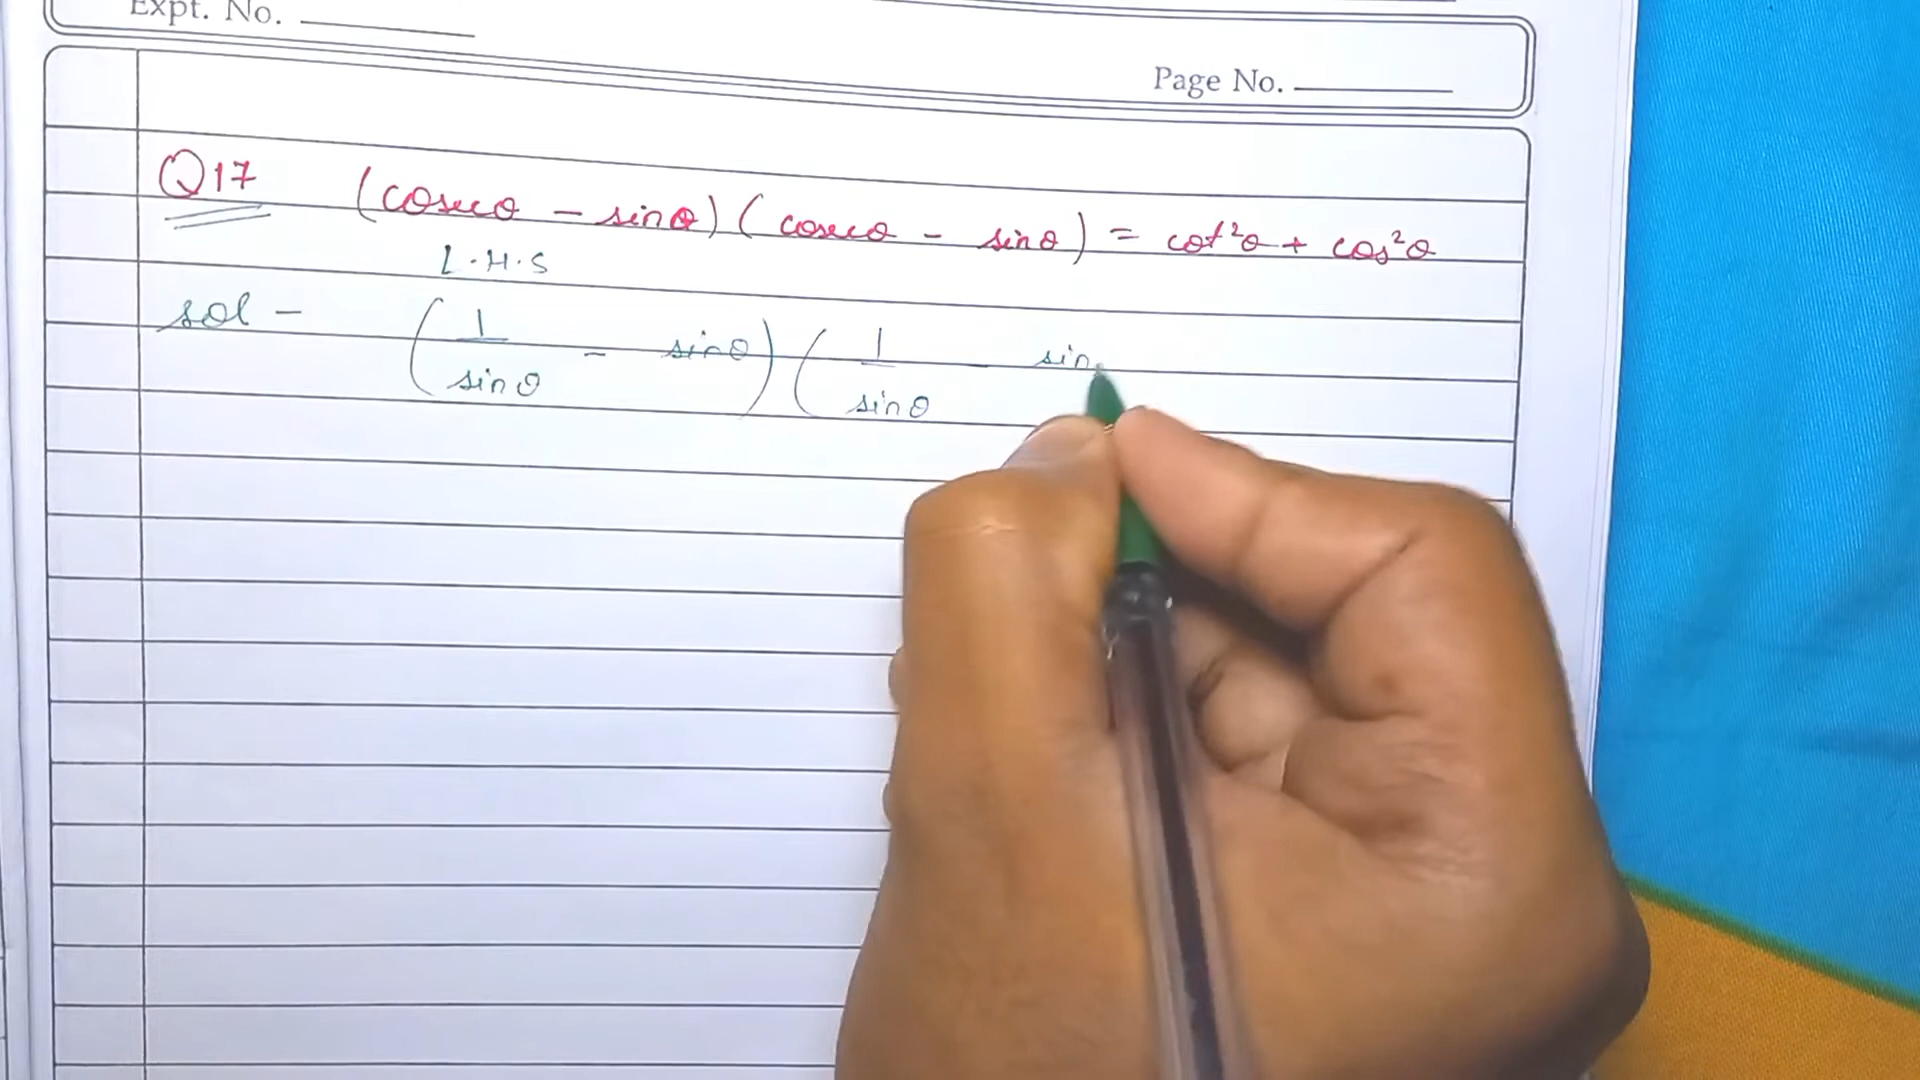 Expt. No.
Page No.
Q17 (cosecθ - sinθ) (cosecθ - sinθ) = cot²θ + cos²θ
L.H.S
sol - (1/sinθ - sinθ) (1/sinθ - sin